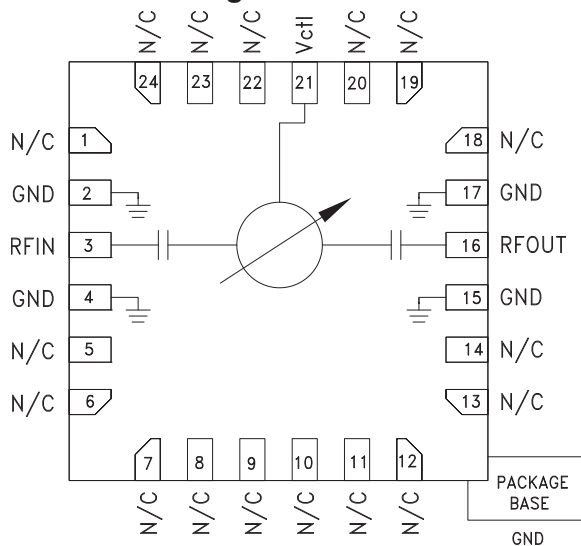 N/C N/C N/C Vctl N/C N/C
24 23 22 21 20 19
N/C 1 18 N/C
GND 2 17 GND
RFIN 3 16 RFOUT
GND 4 15 GND
N/C 5 14 N/C
N/C 6 13 N/C
7 8 9 10 11 12
N/C N/C N/C N/C N/C N/C
PACKAGE
BASE
GND